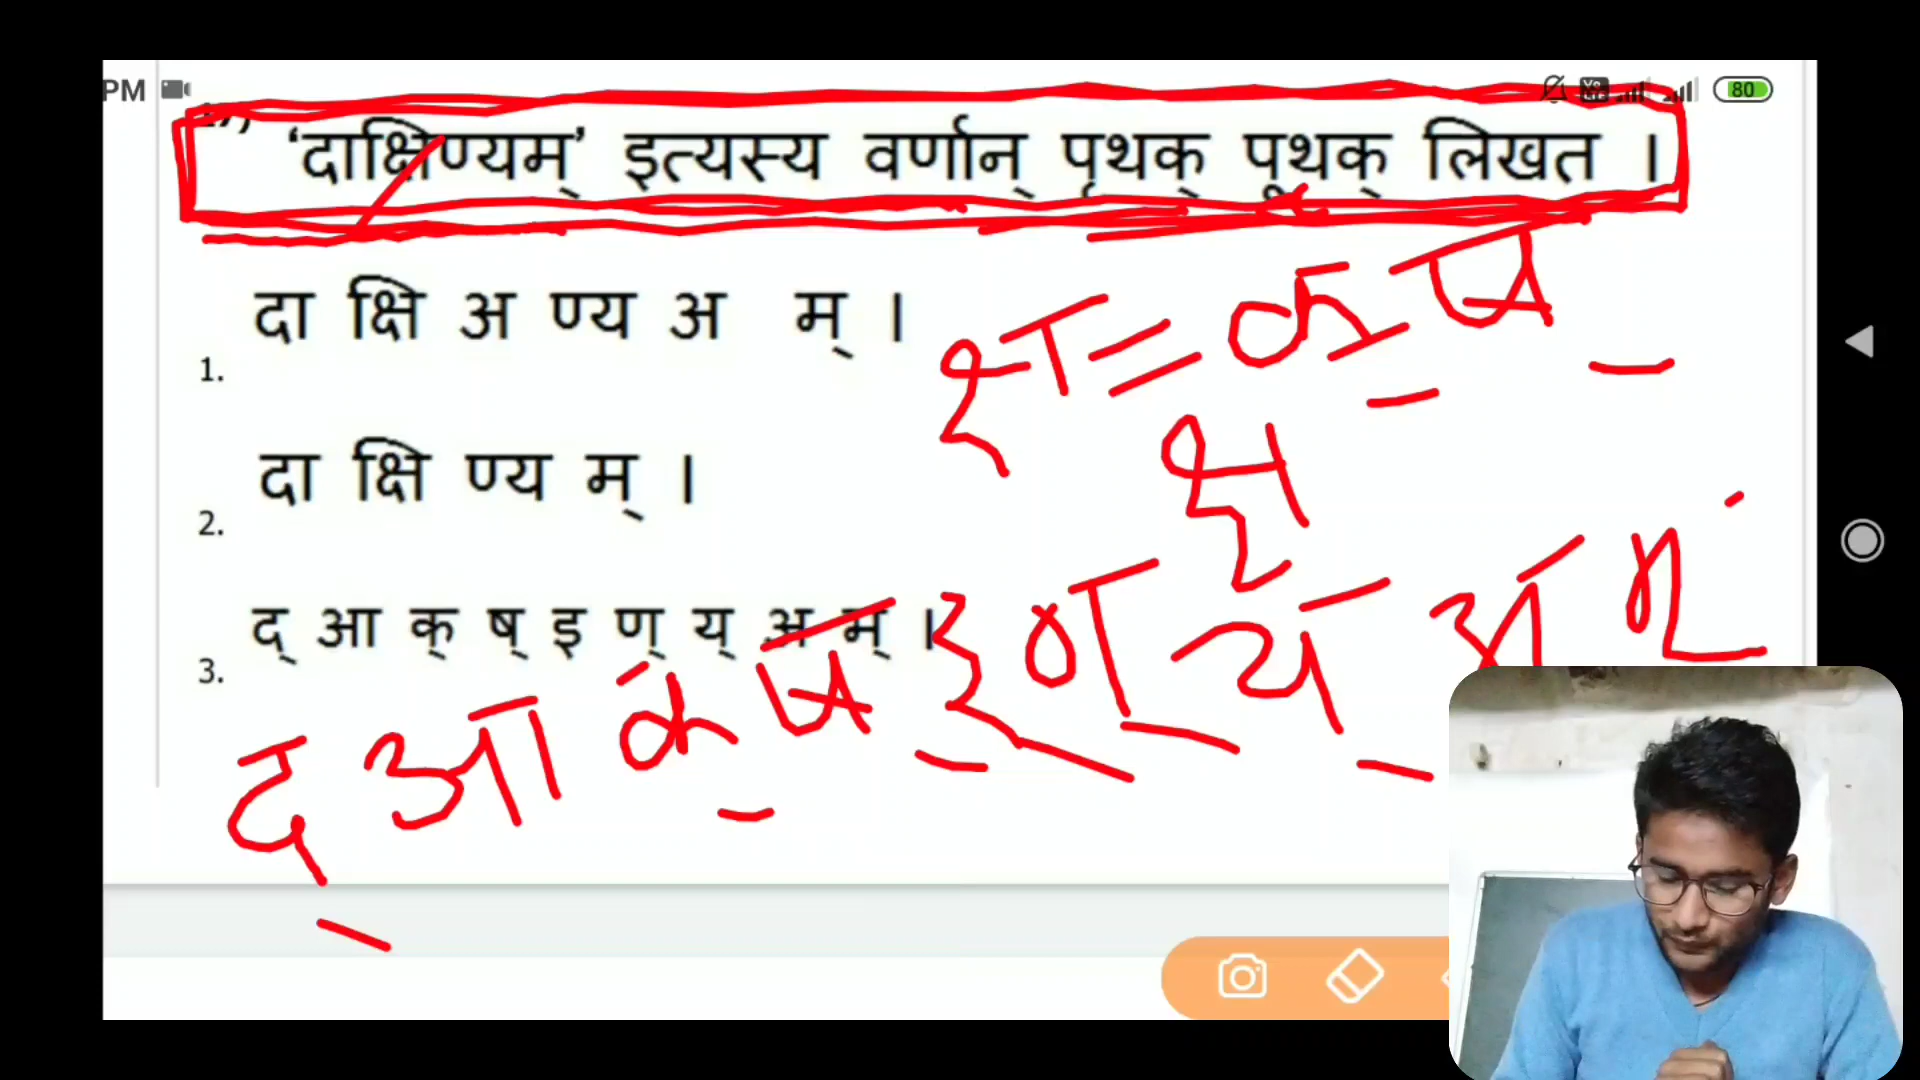 PM 80
'दाक्षिण्यम्' इत्यस्य वर्णान् पृथक् पृथक् लिखत ।
दा क्षि अ ण्य अ म् ।
1.
क्ष = क् ष
दा क्षि ण्य म् ।
2.
क्ष
द् आ क् ष् इ ण् य् अ म् ।
3.
द् आ क् ष इ ण य अ म्